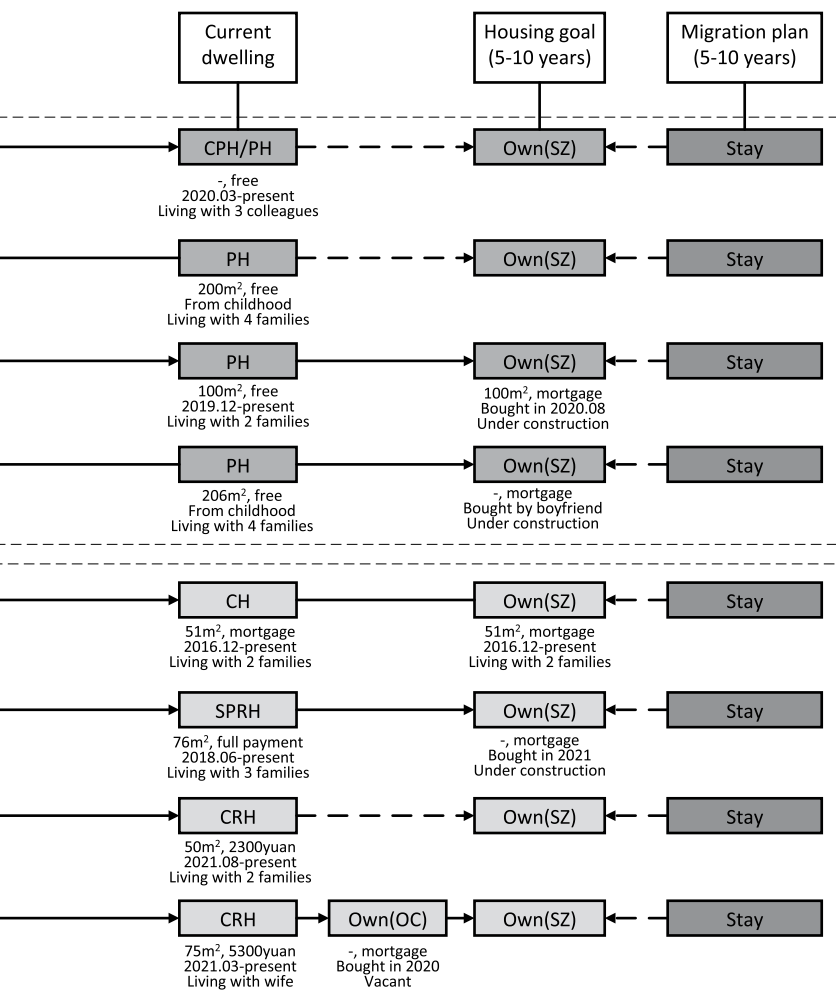 Current
dwelling
Housing goal
(5-10 years)
Migration plan
(5-10 years)
CPH/PH
Own(SZ)
Stay
-, free
2020.03-present
Living with 3 colleagues
PH
Own(SZ)
Stay
200m², free
From childhood
Living with 4 families
PH
Own(SZ)
Stay
100m², free
2019.12-present
Living with 2 families
100m², mortgage
Bought in 2020.08
Under construction
PH
Own(SZ)
Stay
206m², free
From childhood
Living with 4 families
-, mortgage
Bought by boyfriend
Under construction
CH
Own(SZ)
Stay
51m², mortgage
2016.12-present
Living with 2 families
51m², mortgage
2016.12-present
Living with 2 families
SPRH
Own(SZ)
Stay
76m², full payment
2018.06-present
Living with 3 families
-, mortgage
Bought in 2021
Under construction
CRH
Own(SZ)
Stay
50m², 2300yuan
2021.08-present
Living with 2 families
CRH
Own(OC)
Own(SZ)
Stay
75m², 5300yuan
2021.03-present
Living with wife
-, mortgage
Bought in 2020
Vacant